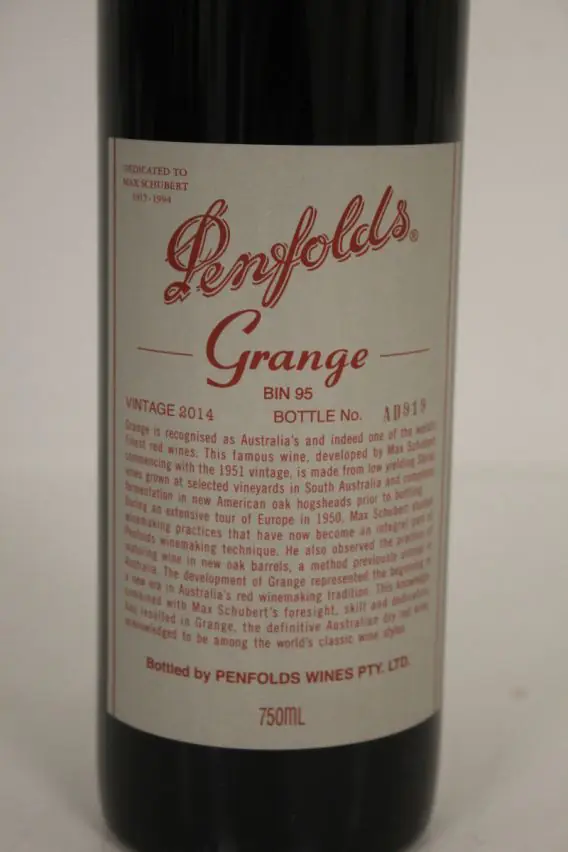 DEDICATED TO
MAX SCHUBERT
1915-1994
Penfolds®
Grange
BIN 95
VINTAGE 2014 BOTTLE No. AD919
Grange is recognised as Australia's and indeed one of the world's
finest red wines. This famous wine, developed by Max Schubert
commencing with the 1951 vintage, is made from low yielding Shiraz
vines grown at selected vineyards in South Australia and completes
fermentation in new American oak hogsheads prior to bottling.
During an extensive tour of Europe in 1950, Max Schubert studied
winemaking practices that have now become an integral part of
Penfolds winemaking technique. He also observed the practice of
maturing wine in new oak barrels, a method previously unused in
Australia. The development of Grange represented the beginning of
a new era in Australia's red winemaking tradition. This knowledge
combined with Max Schubert's foresight, skill and dedication,
has resulted in Grange, the definitive Australian dry red wine,
acknowledged to be among the world's classic wine styles.
Bottled by PENFOLDS WINES PTY. LTD.
750ML